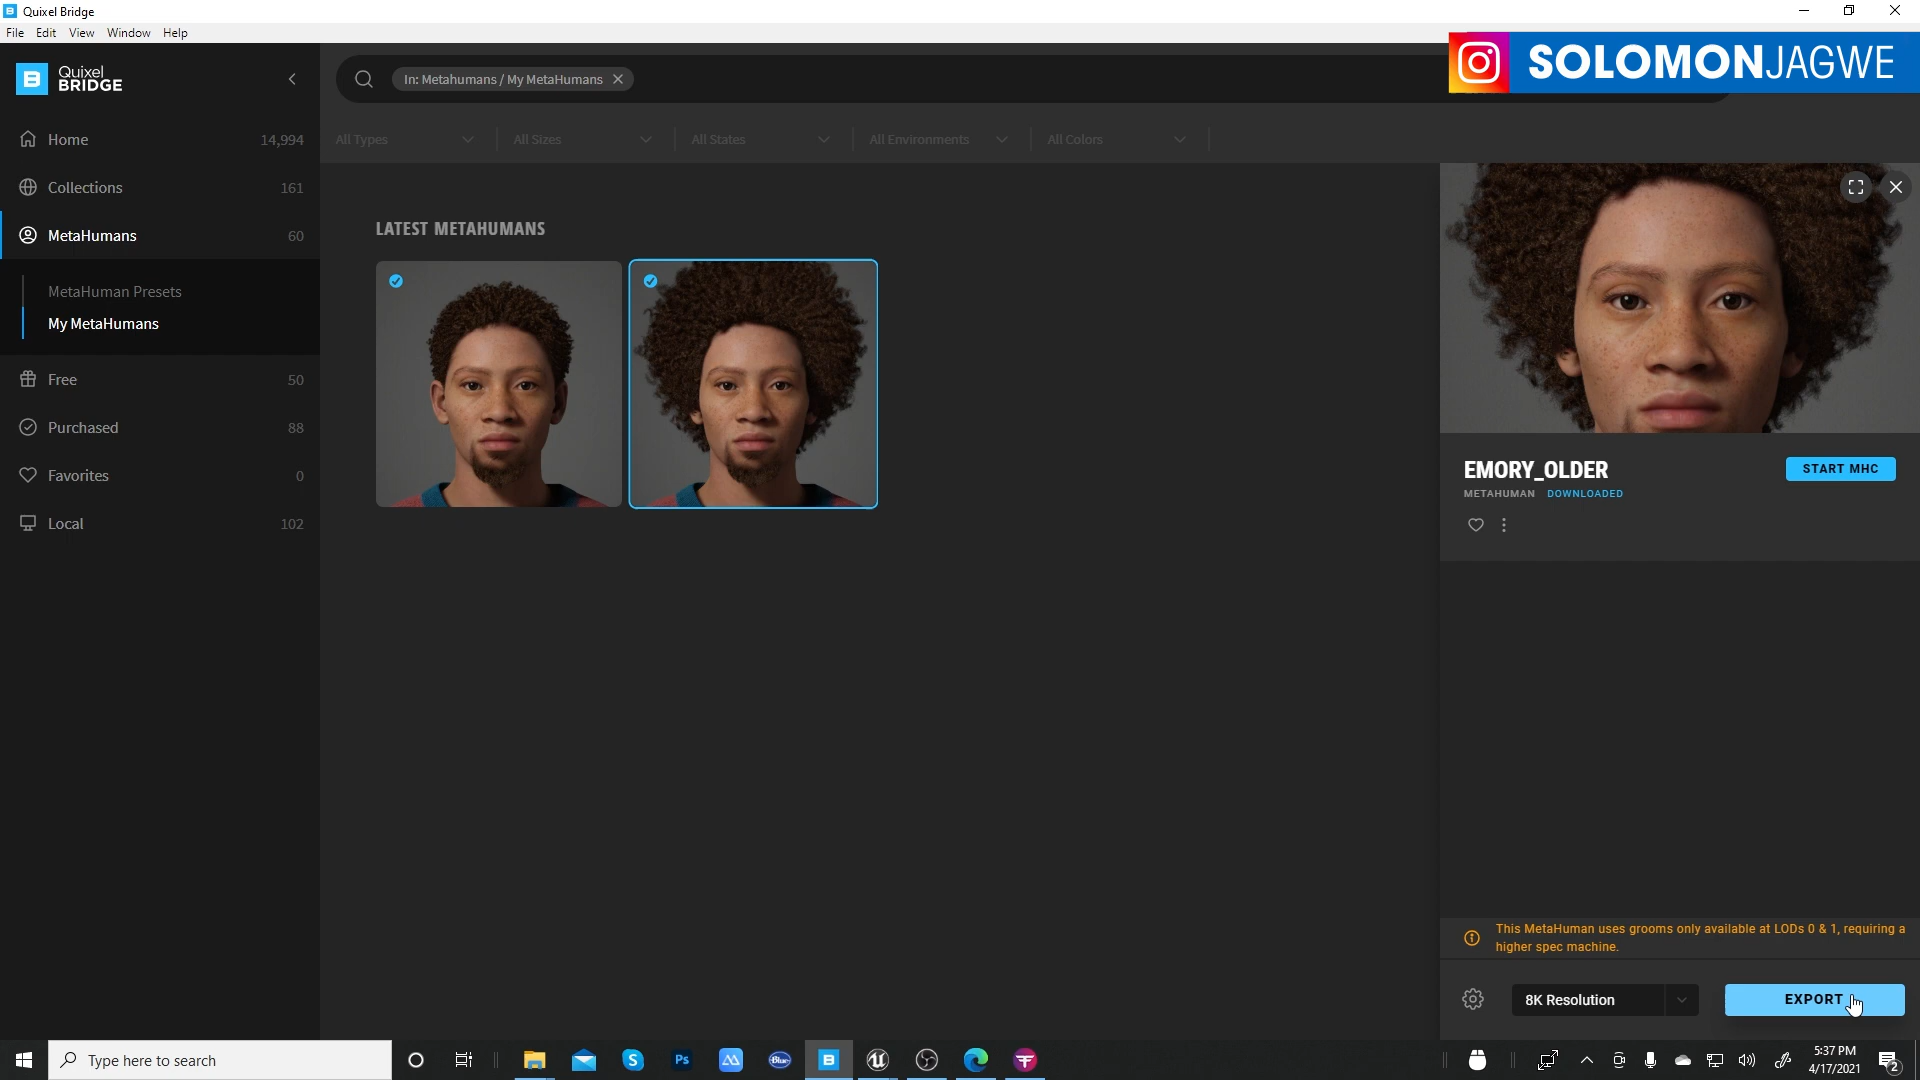 Quixel Bridge
File Edit View Window Help
SOLOMONJAGWE
Quixel
BRIDGE
In: Metahumans / My MetaHumans
Home 14,994
All Types All Sizes All States All Environments All Colors
Collections 161
MetaHumans 60
MetaHuman Presets
My MetaHumans
Free 50
Purchased 88
Favorites 0
Local 102
LATEST METAHUMANS
EMORY_OLDER
START MHC
METAHUMAN DOWNLOADED
This MetaHuman uses grooms only available at LODs 0 & 1, requiring a
higher spec machine.
8K Resolution
EXPORT
Type here to search
Ps
Blue
5:37 PM
4/17/2021
2